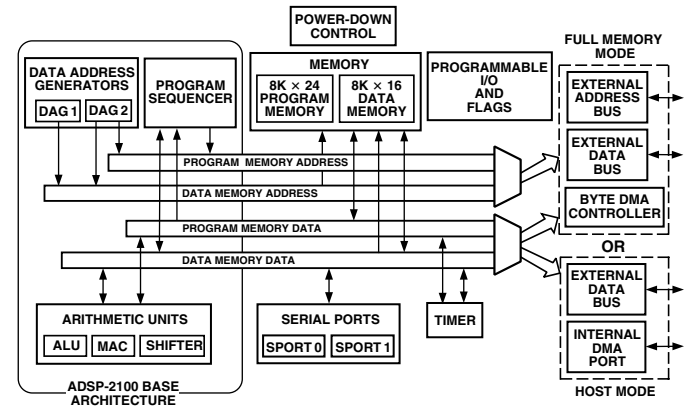 POWER-DOWN
CONTROL
FULL MEMORY
MODE
DATA ADDRESS
GENERATORS
DAG 1
DAG 2
PROGRAM
SEQUENCER
MEMORY
8K × 24
PROGRAM
MEMORY
8K × 16
DATA
MEMORY
PROGRAMMABLE
I/O
AND
FLAGS
EXTERNAL
ADDRESS
BUS
EXTERNAL
DATA
BUS
BYTE DMA
CONTROLLER
OR
PROGRAM MEMORY ADDRESS
DATA MEMORY ADDRESS
PROGRAM MEMORY DATA
DATA MEMORY DATA
EXTERNAL
DATA
BUS
INTERNAL
DMA
PORT
HOST MODE
ARITHMETIC UNITS
ALU
MAC
SHIFTER
SERIAL PORTS
SPORT 0
SPORT 1
TIMER
ADSP-2100 BASE
ARCHITECTURE